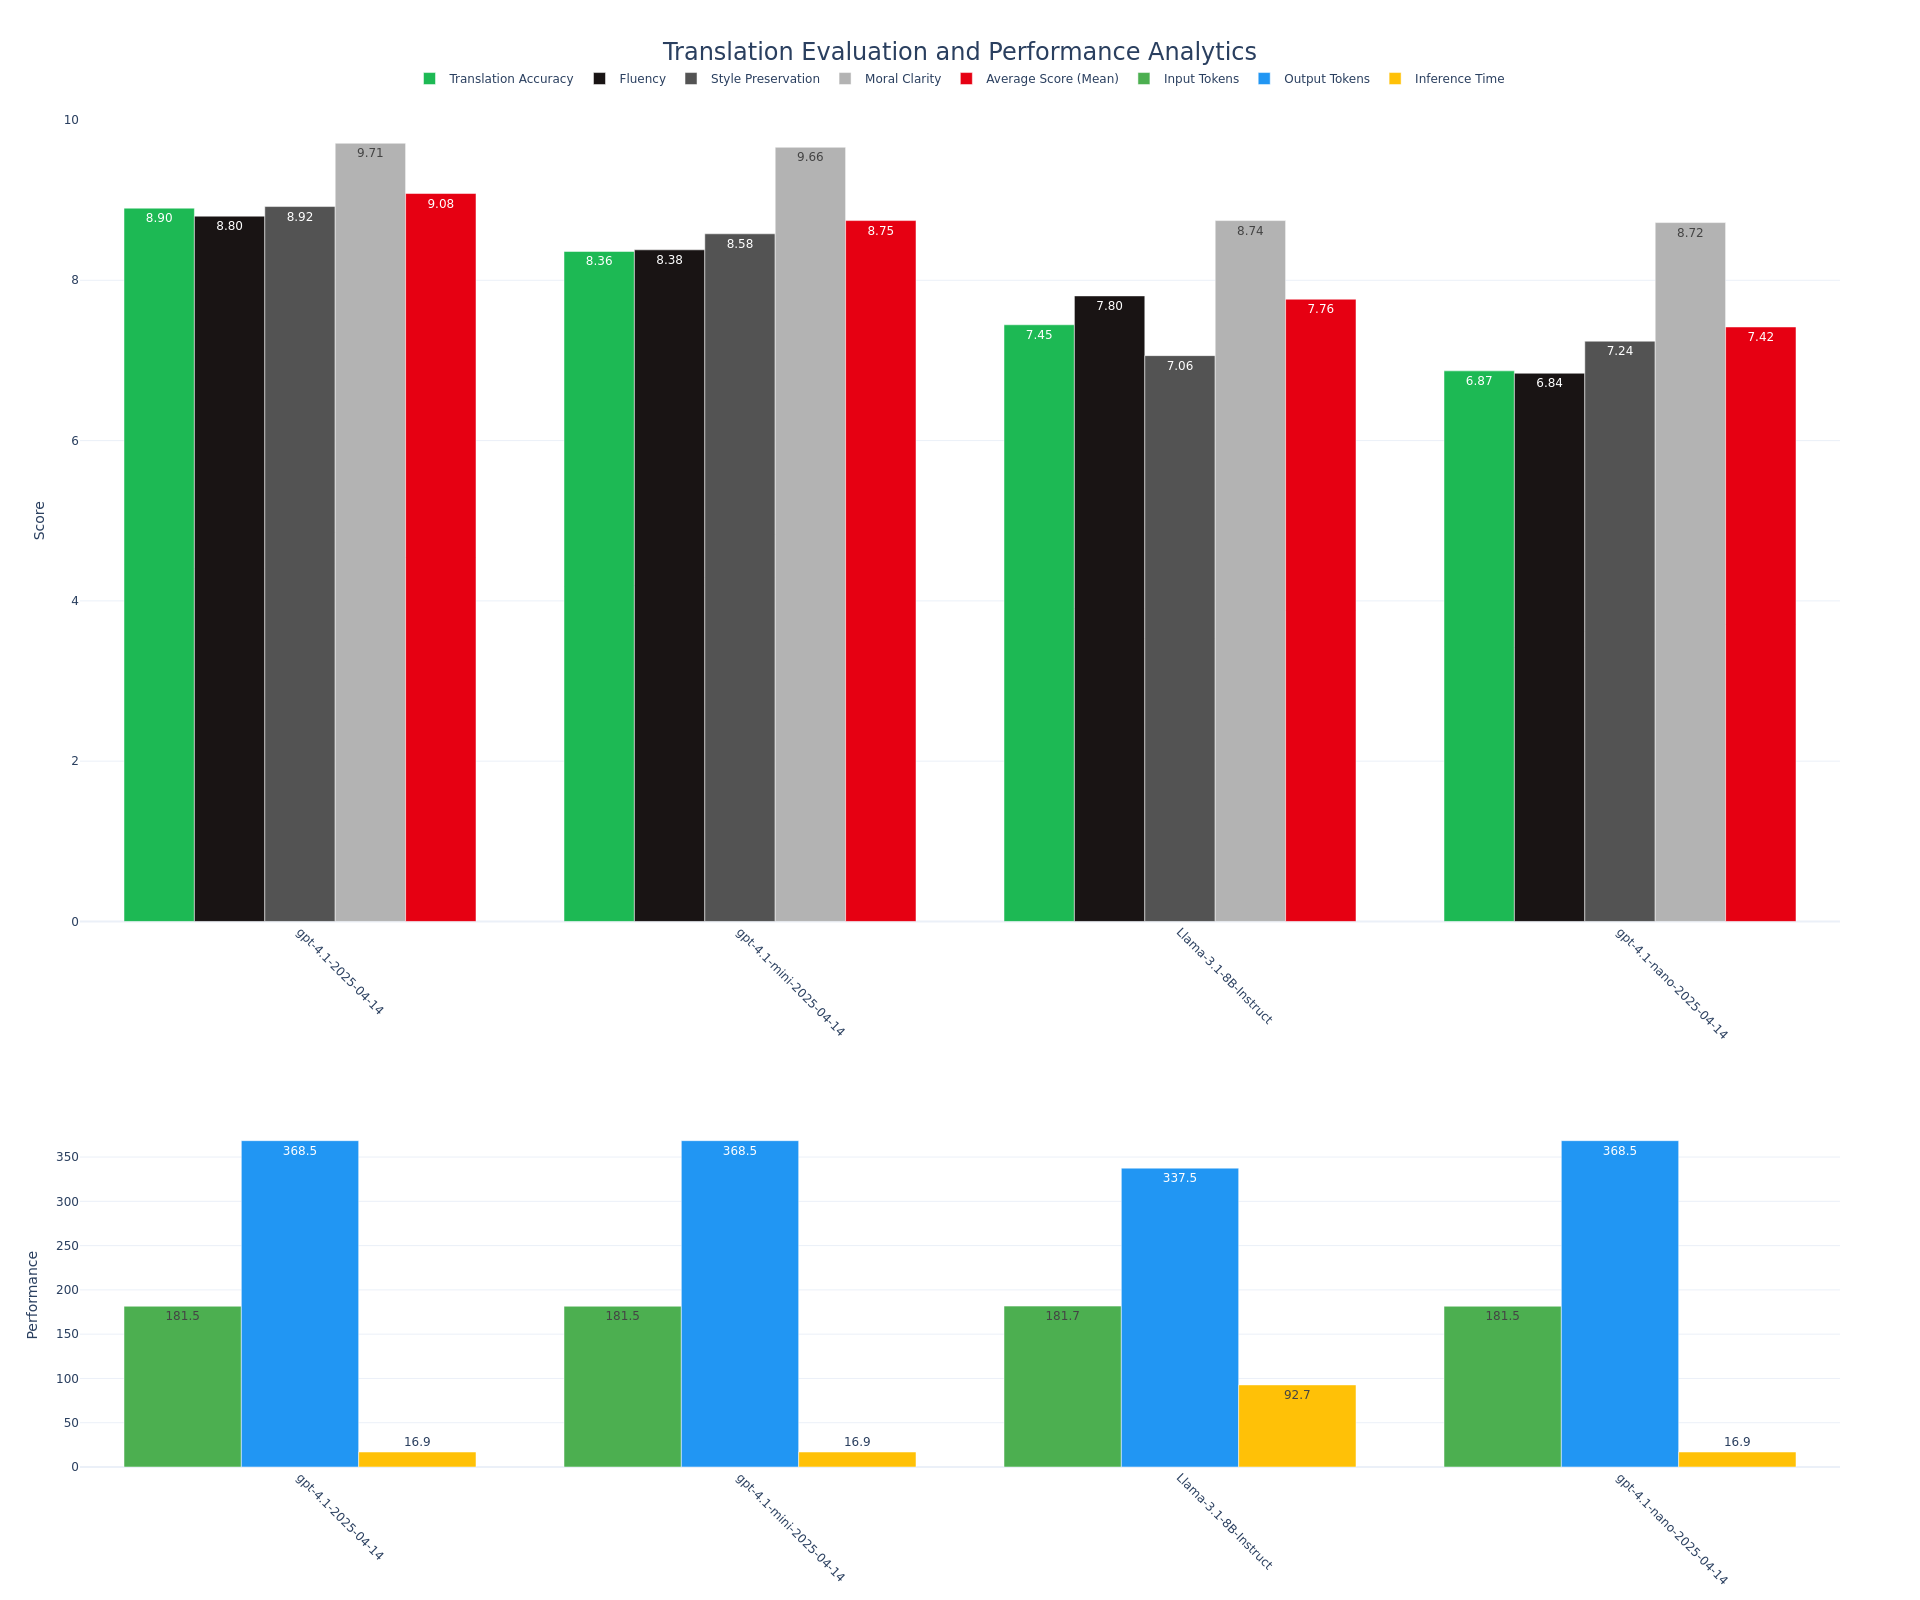 Translation Evaluation and Performance Analytics
Translation Accuracy Fluency Style Preservation Moral Clarity Average Score (Mean) Input Tokens Output Tokens Inference Time
10
8
6
4
2
0
Score
8.90 8.80 8.92 9.71 9.08
8.36 8.38 8.58 9.66 8.75
7.45 7.80 7.06 8.74 7.76
6.87 6.84 7.24 8.72 7.42
gpt-4.1-2025-04-14
gpt-4.1-mini-2025-04-14
Llama-3.1-8B-Instruct
gpt-4.1-nano-2025-04-14
350
300
250
200
150
100
50
0
Performance
181.5 368.5 16.9
181.5 368.5 16.9
181.7 337.5 92.7
181.5 368.5 16.9
gpt-4.1-2025-04-14
gpt-4.1-mini-2025-04-14
Llama-3.1-8B-Instruct
gpt-4.1-nano-2025-04-14